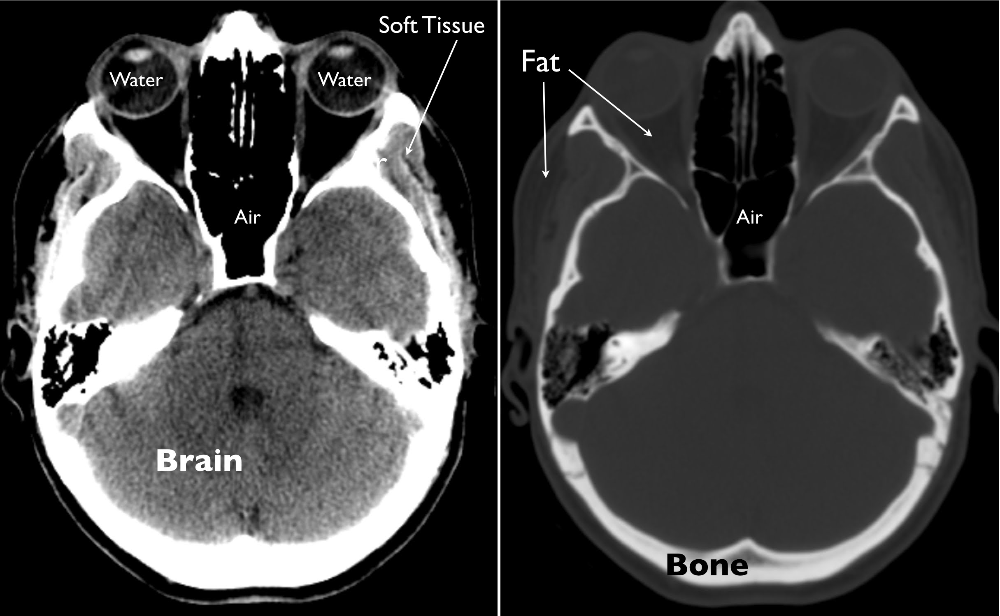 Soft Tissue
Water
Water
r
Air
Brain
Fat
Air
Bone